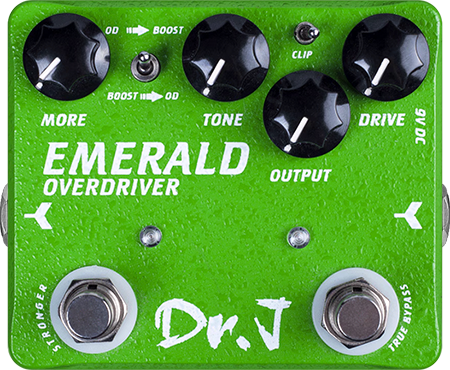 OD BOOST
CLIP
BOOST OD
MORE
TONE
DRIVE
9V DC
OUTPUT
EMERALD
OVERDRIVER
STRONGER
Dr.J
TRUE BYPASS